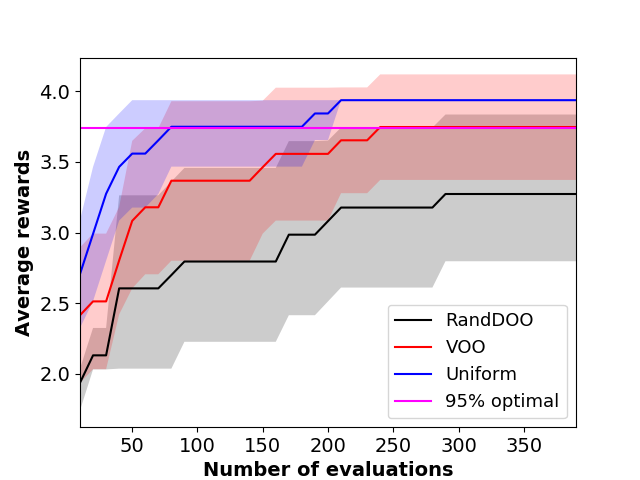 4.0
3.5
3.0
2.5
2.0
Average rewards
RandDOO
VOO
Uniform
95% optimal
50 100 150 200 250 300 350
Number of evaluations